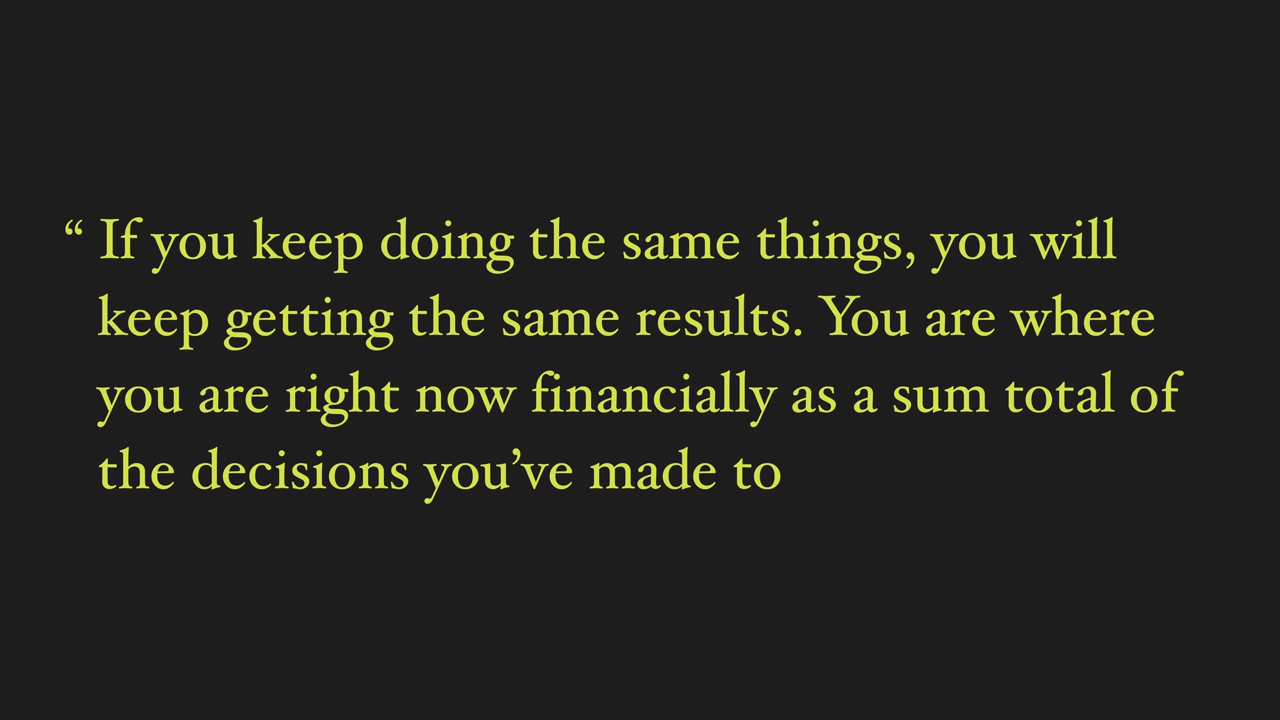 “ If you keep doing the same things, you will
keep getting the same results. You are where
you are right now financially as a sum total of
the decisions you’ve made to